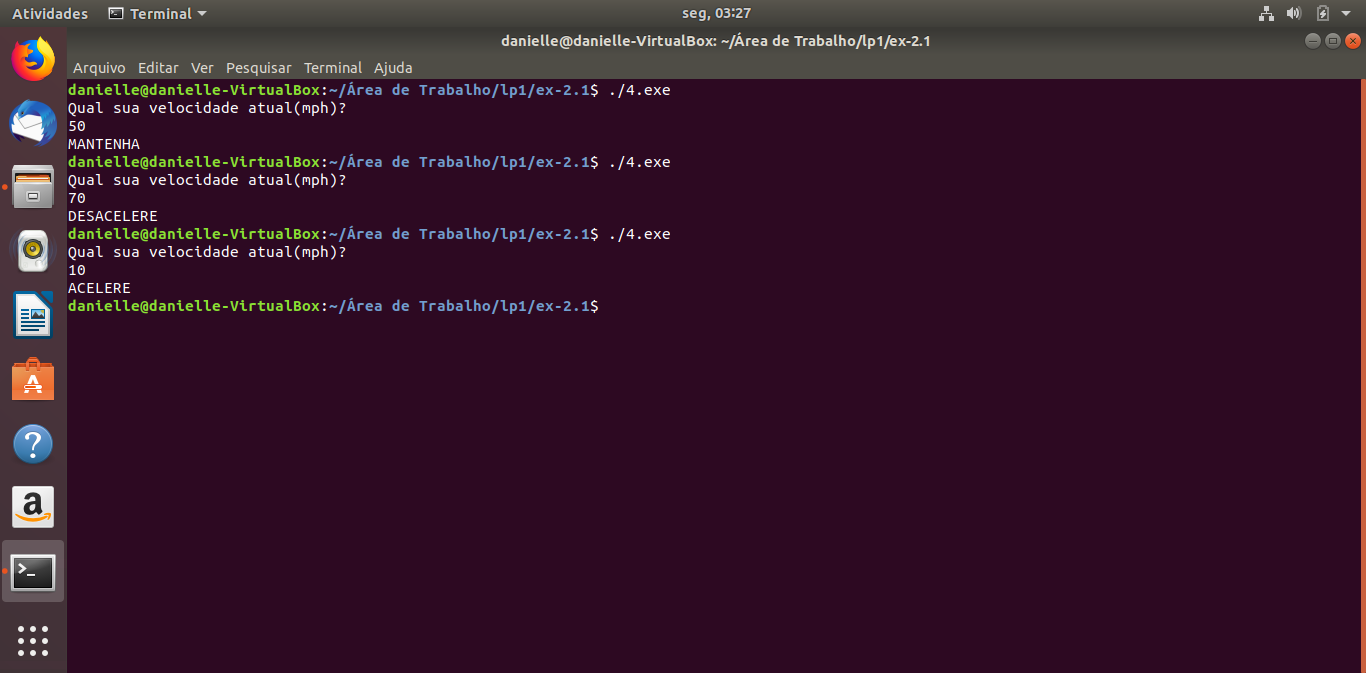 Atividades Terminal seg, 03:27
danielle@danielle-VirtualBox: ~/Área de Trabalho/lp1/ex-2.1
Arquivo Editar Ver Pesquisar Terminal Ajuda
danielle@danielle-VirtualBox:~/Área de Trabalho/lp1/ex-2.1$ ./4.exe
Qual sua velocidade atual(mph)?
50
MANTENHA
danielle@danielle-VirtualBox:~/Área de Trabalho/lp1/ex-2.1$ ./4.exe
Qual sua velocidade atual(mph)?
70
DESACELERE
danielle@danielle-VirtualBox:~/Área de Trabalho/lp1/ex-2.1$ ./4.exe
Qual sua velocidade atual(mph)?
10
ACELERE
danielle@danielle-VirtualBox:~/Área de Trabalho/lp1/ex-2.1$